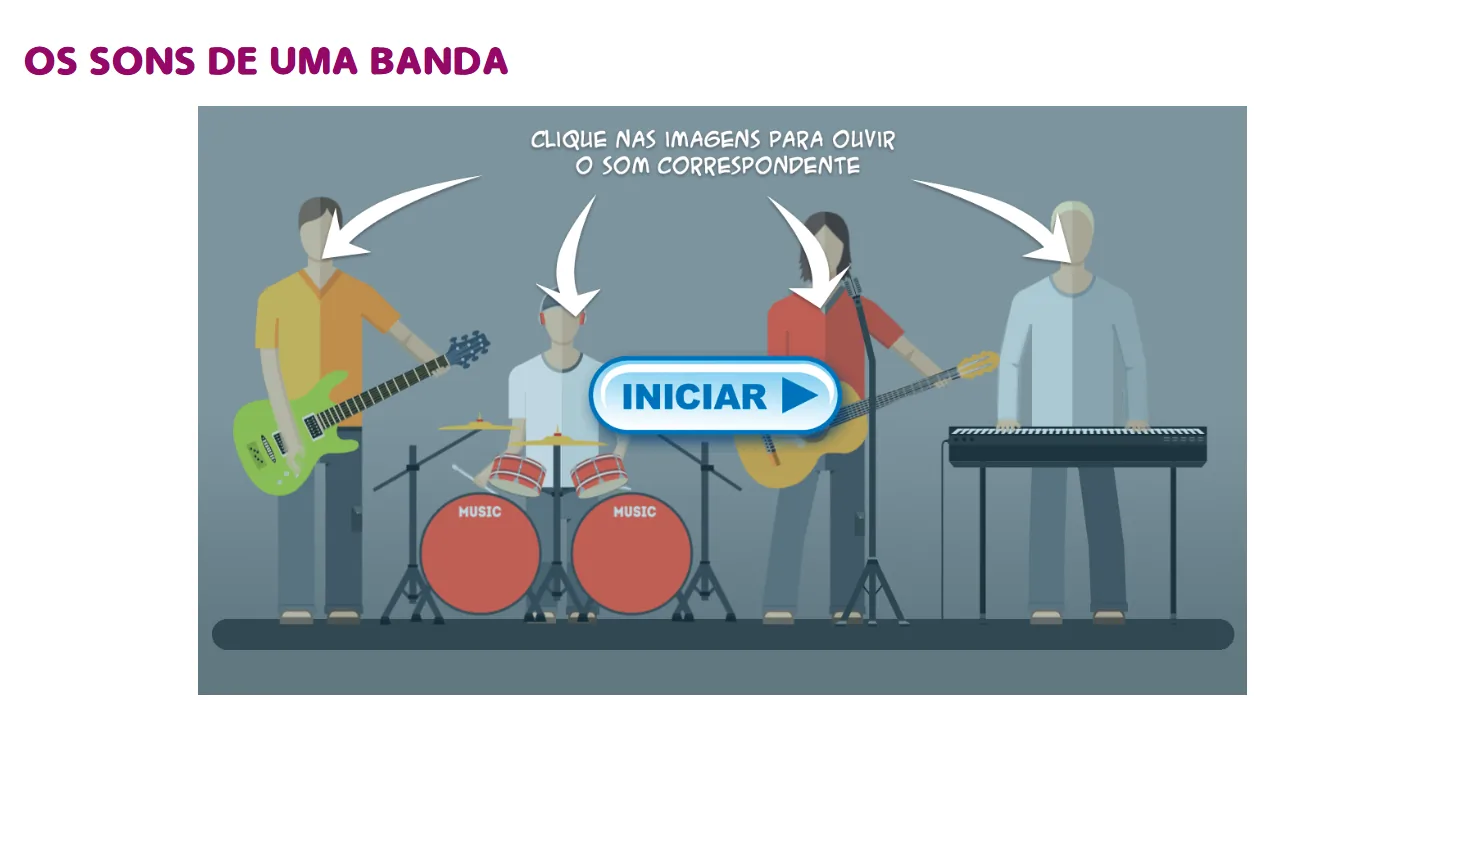 OS SONS DE UMA BANDA
CLIQUE NAS IMAGENS PARA OUVIR
O SOM CORRESPONDENTE
INICIAR
MUSIC
MUSIC